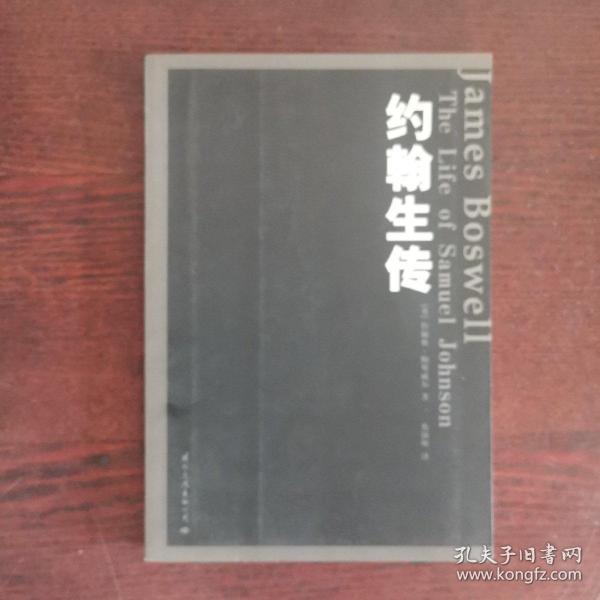 James Boswell
The Life of Samuel Johnson
约翰生传
孔夫子旧书网
www.kongfz.com